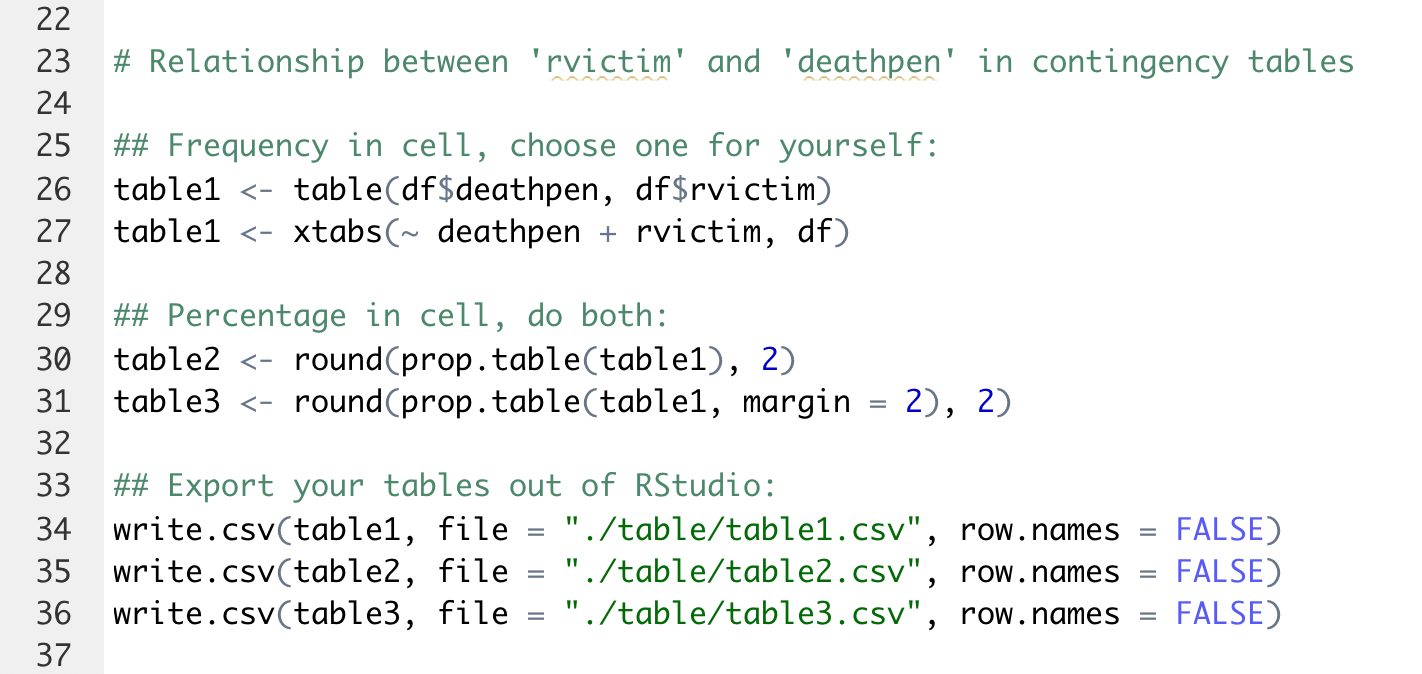 22
23 # Relationship between 'rvictim' and 'deathpen' in contingency tables
24
25 ## Frequency in cell, choose one for yourself:
26 table1 <- table(df$deathpen, df$rvictim)
27 table1 <- xtabs(~ deathpen + rvictim, df)
28
29 ## Percentage in cell, do both:
30 table2 <- round(prop.table(table1), 2)
31 table3 <- round(prop.table(table1, margin = 2), 2)
32
33 ## Export your tables out of RStudio:
34 write.csv(table1, file = "./table/table1.csv", row.names = FALSE)
35 write.csv(table2, file = "./table/table2.csv", row.names = FALSE)
36 write.csv(table3, file = "./table/table3.csv", row.names = FALSE)
37